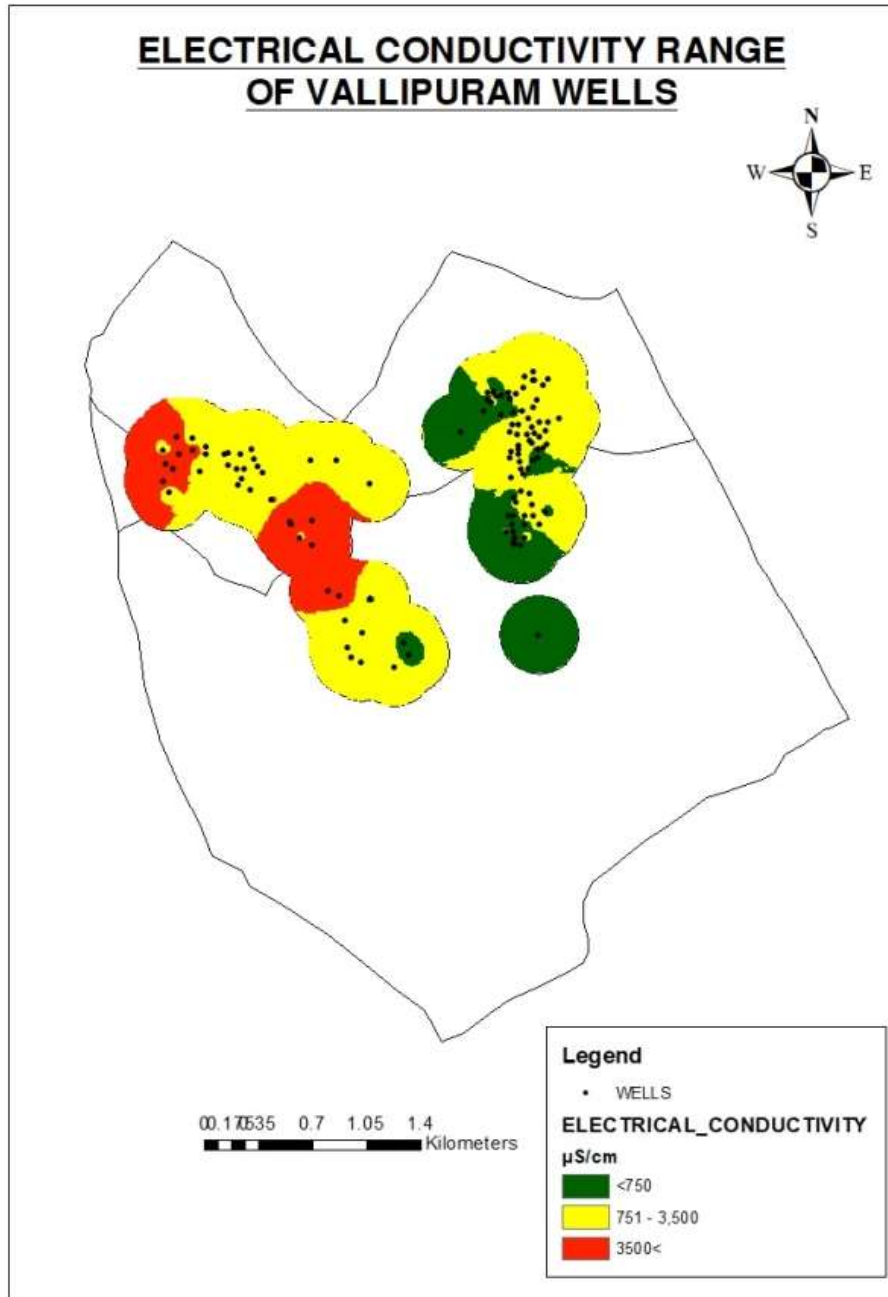 ELECTRICAL CONDUCTIVITY RANGE
OF VALLIPURAM WELLS
N
W E
S
Legend
WELLS
ELECTRICAL_CONDUCTIVITY
µS/cm
<750
751 - 3,500
3500<
0.7 1.05 1.4
Kilometers